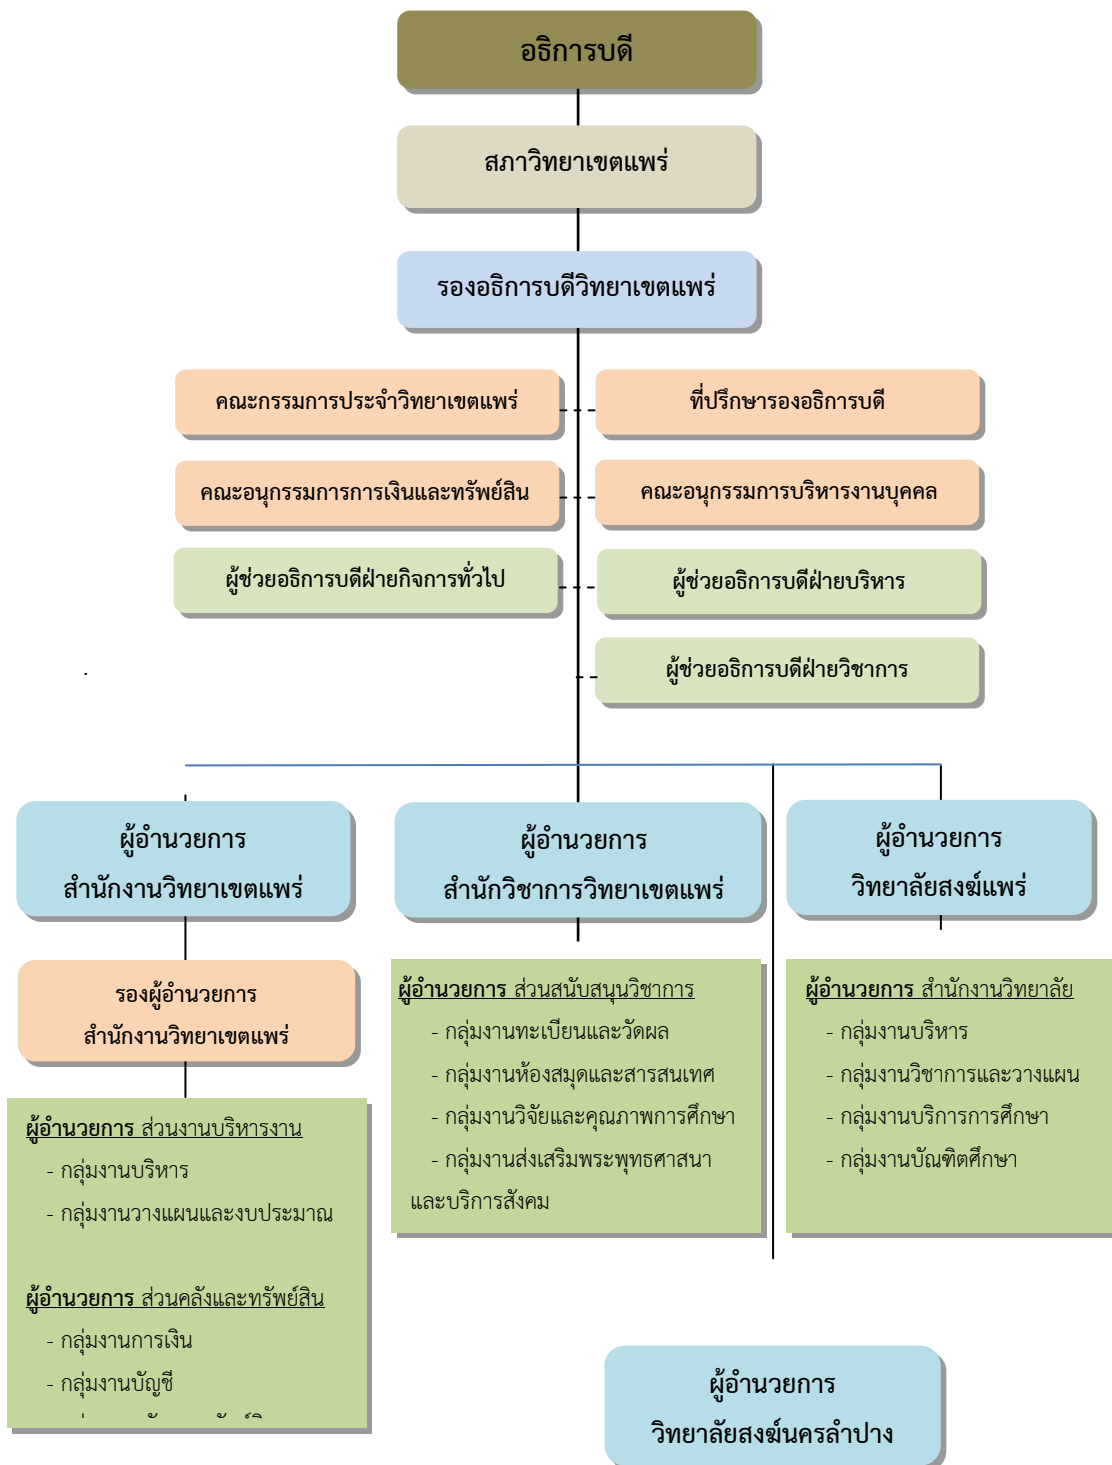 อธิการบดี
สภาวิทยาเขตแพร่
รองอธิการบดีวิทยาเขตแพร่
คณะกรรมการประจำวิทยาเขตแพร่
ที่ปรึกษารองอธิการบดี
คณะอนุกรรมการการเงินและทรัพย์สิน
คณะอนุกรรมการบริหารงานบุคคล
ผู้ช่วยอธิการบดีฝ่ายกิจการทั่วไป
ผู้ช่วยอธิการบดีฝ่ายบริหาร
ผู้ช่วยอธิการบดีฝ่ายวิชาการ
ผู้อำนวยการ
สำนักงานวิทยาเขตแพร่
ผู้อำนวยการ
สำนักวิชาการวิทยาเขตแพร่
ผู้อำนวยการ
วิทยาลัยสงฆ์แพร่
รองผู้อำนวยการ
สำนักงานวิทยาเขตแพร่
ผู้อำนวยการ ส่วนงานบริหารงาน
- กลุ่มงานบริหาร
- กลุ่มงานวางแผนและงบประมาณ
ผู้อำนวยการ ส่วนคลังและทรัพย์สิน
- กลุ่มงานการเงิน
- กลุ่มงานบัญชี
ผู้อำนวยการ ส่วนสนับสนุนวิชาการ
- กลุ่มงานทะเบียนและวัดผล
- กลุ่มงานห้องสมุดและสารสนเทศ
- กลุ่มงานวิจัยและคุณภาพการศึกษา
- กลุ่มงานส่งเสริมพระพุทธศาสนา
และบริการสังคม
ผู้อำนวยการ สำนักงานวิทยาลัย
- กลุ่มงานบริหาร
- กลุ่มงานวิชาการและวางแผน
- กลุ่มงานบริการการศึกษา
- กลุ่มงานบัณฑิตศึกษา
ผู้อำนวยการ
วิทยาลัยสงฆ์นครลำปาง